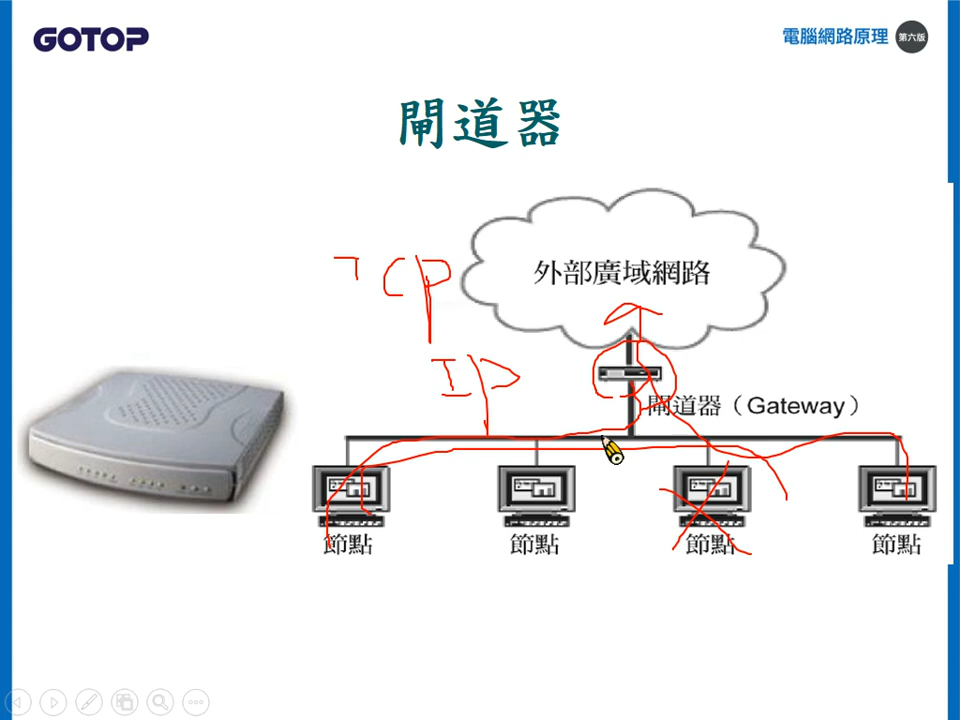 GOTOP
電腦網路原理 第六版
閘道器
外部廣域網路
TCP
IP
閘道器（Gateway）
節點 節點 節點 節點